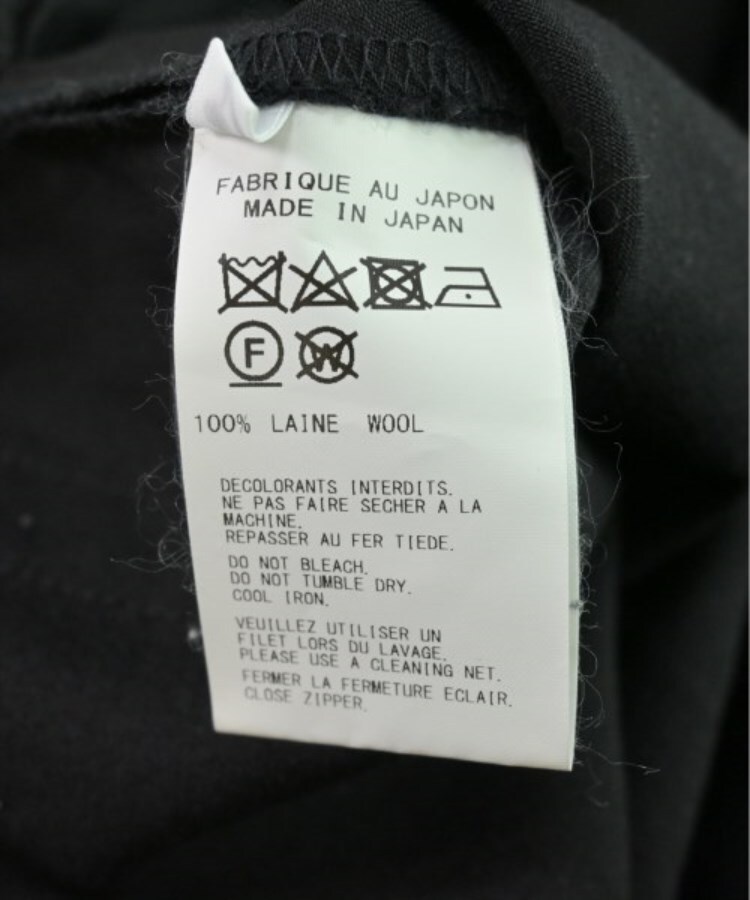 FABRIQUE AU JAPON
MADE IN JAPAN
F W
100% LAINE WOOL
DECOLORANTS INTERDITS.
NE PAS FAIRE SECHER A LA
MACHINE.
REPASSER AU FER TIEDE.
DO NOT BLEACH.
DO NOT TUMBLE DRY.
COOL IRON.
VEUILLEZ UTILISER UN
FILET LORS DU LAVAGE.
PLEASE USE A CLEANING NET.
FERMER LA FERMETURE ECLAIR.
CLOSE ZIPPER.